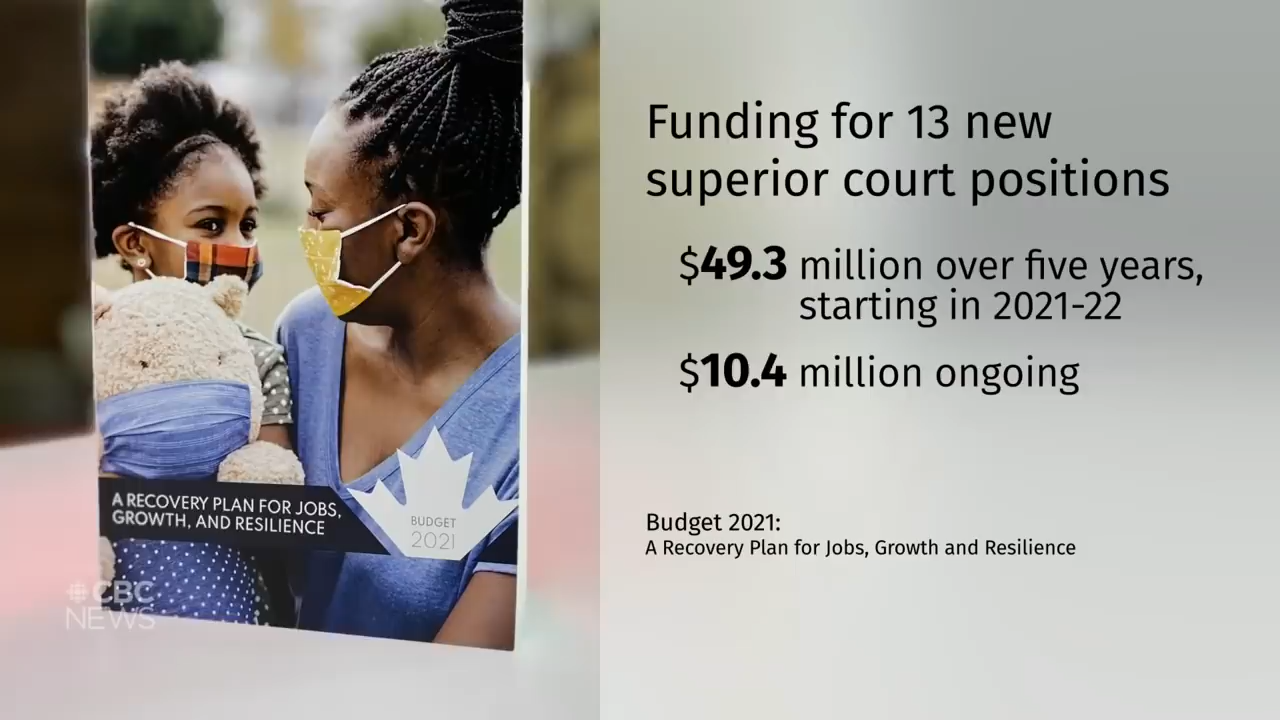 A RECOVERY PLAN FOR JOBS,
GROWTH, AND RESILIENCE
BUDGET
2021
CBC
NEWS
Funding for 13 new
superior court positions
$49.3 million over five years,
starting in 2021-22
$10.4 million ongoing
Budget 2021:
A Recovery Plan for Jobs, Growth and Resilience